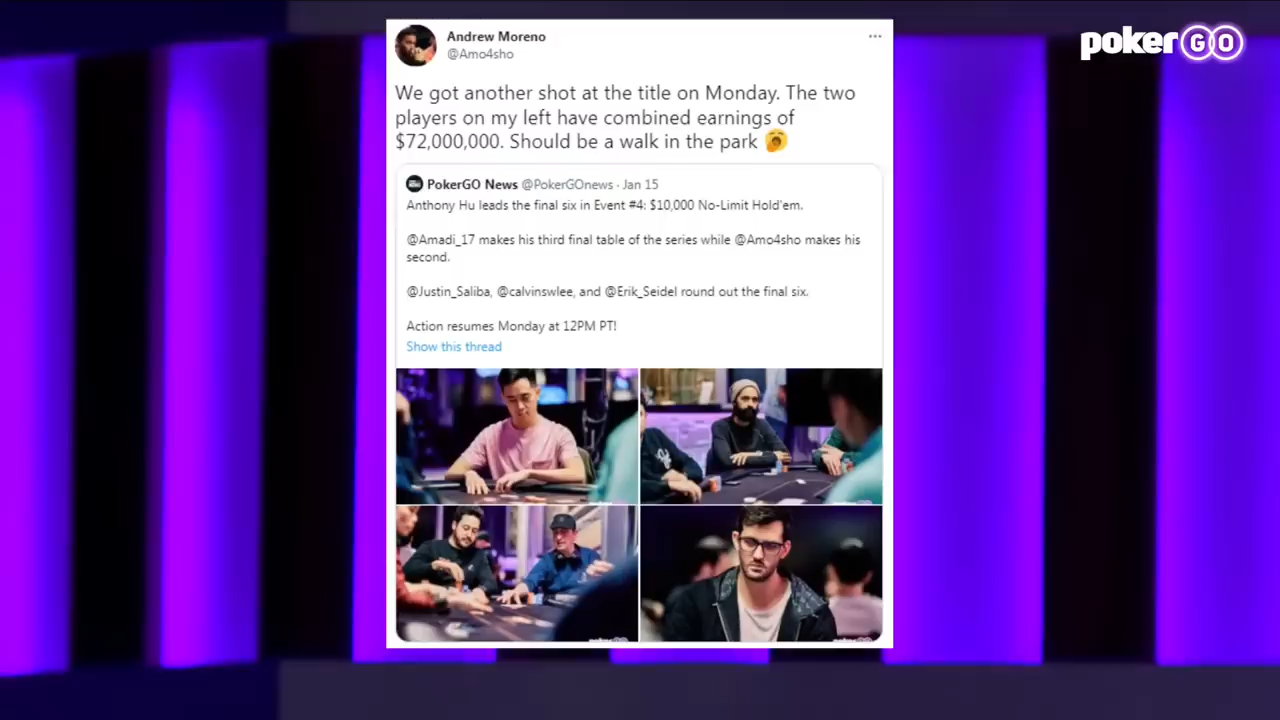 pokerGO
Andrew Moreno
@Amo4sho
We got another shot at the title on Monday. The two
players on my left have combined earnings of
$72,000,000. Should be a walk in the park 🥱
PokerGO News @PokerGOnews · Jan 15
Anthony Hu leads the final six in Event #4: $10,000 No-Limit Hold'em.
@Amadi_17 makes his third final table of the series while @Amo4sho makes his
second.
@Justin_Saliba, @calvinswlee, and @Erik_Seidel round out the final six.
Action resumes Monday at 12PM PT!
Show this thread